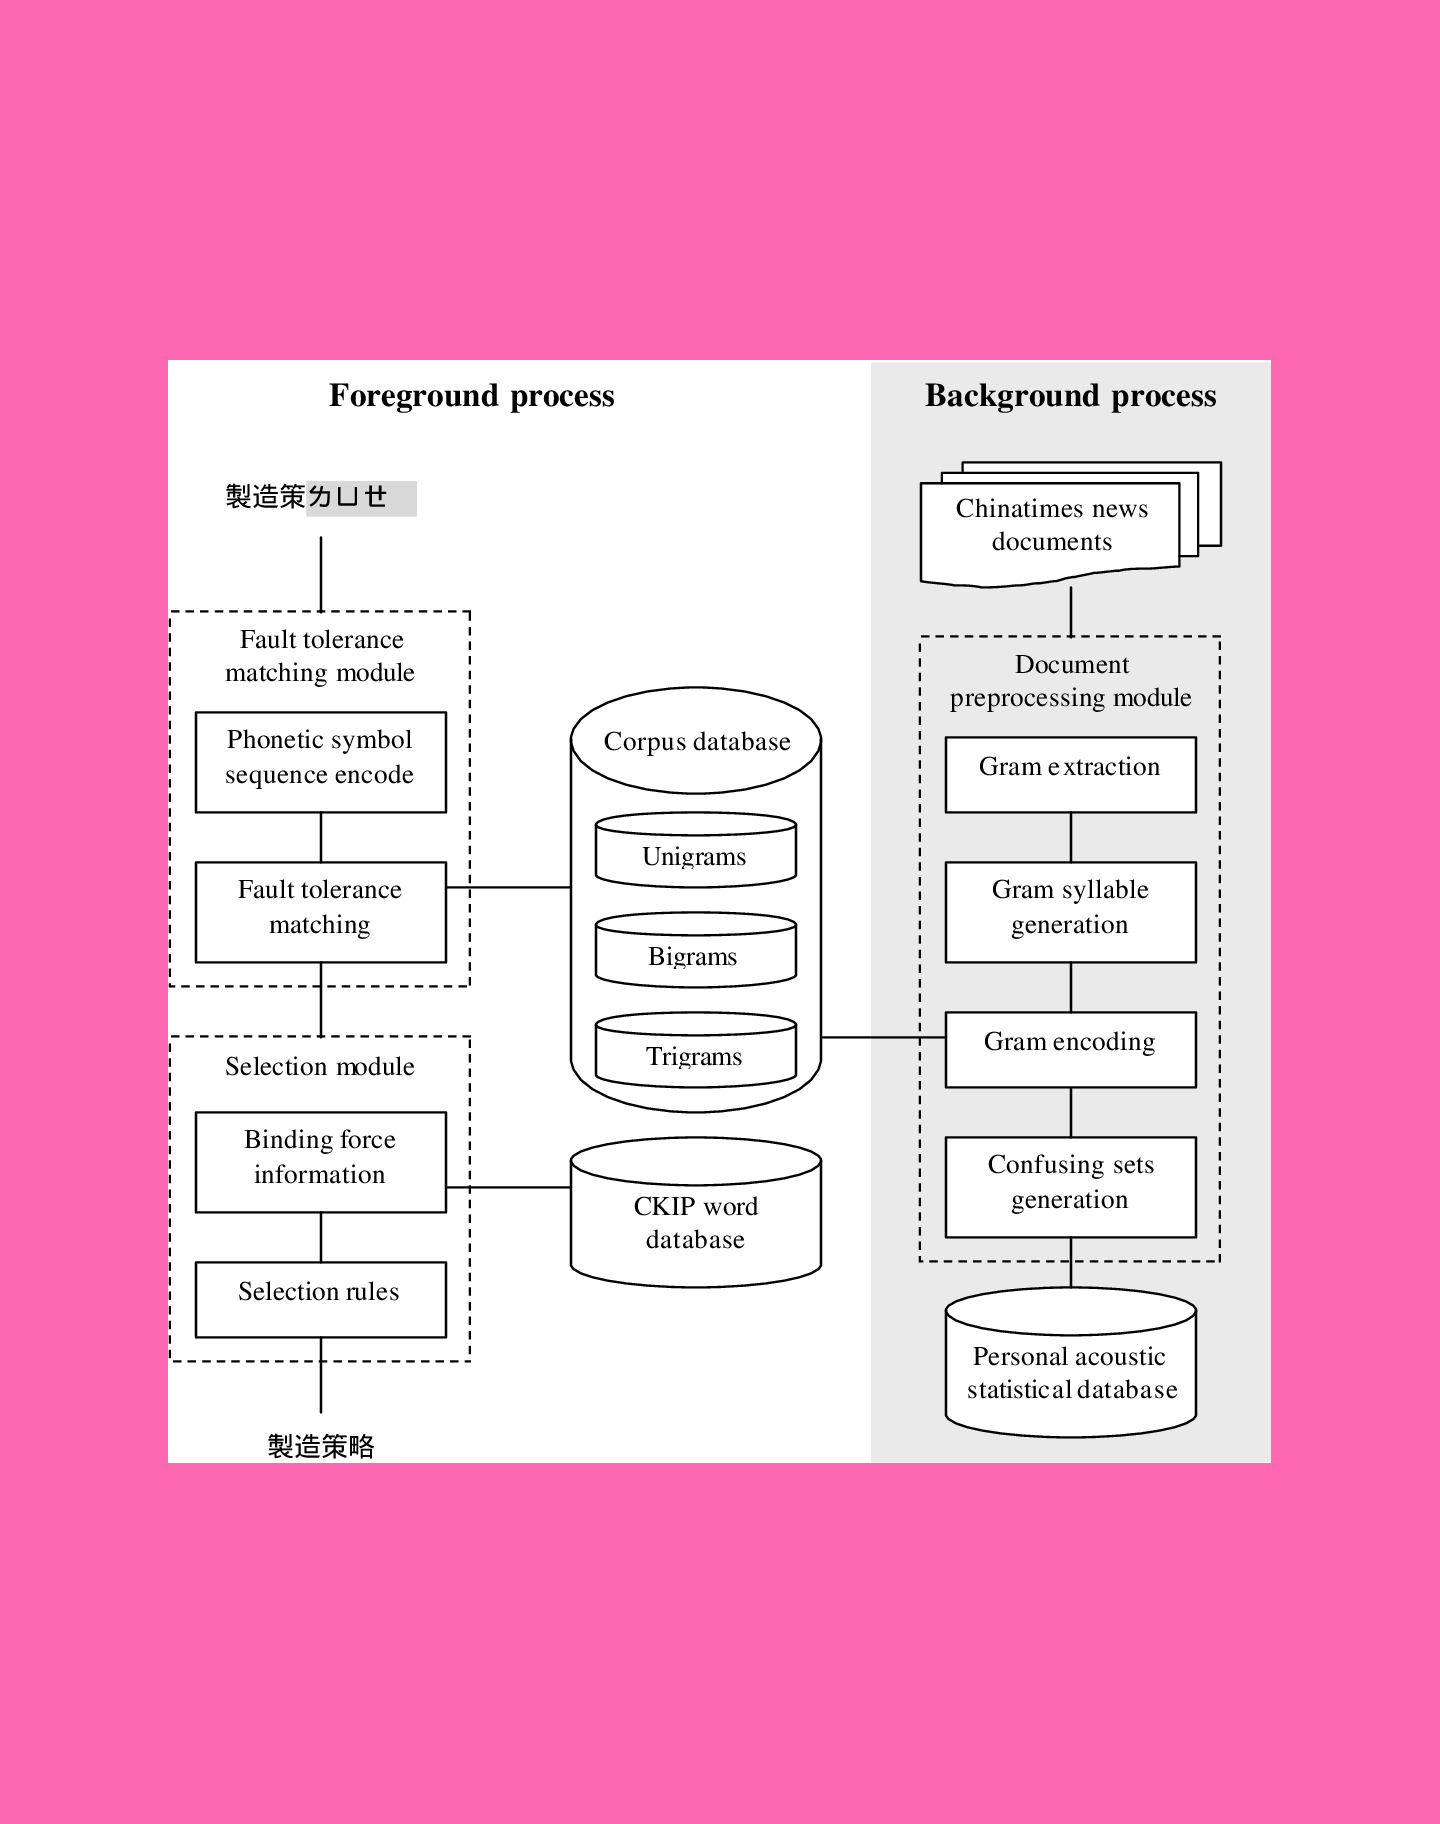 Foreground process
製造策ㄌㄩㄝ
Fault tolerance
matching module
Phonetic symbol
sequence encode
Fault tolerance
matching
Selection module
Binding force
information
Selection rules
製造策略
Corpus database
Unigrams
Bigrams
Trigrams
CKIP word
database
Background process
Chinatimes news
documents
Document
preprocessing module
Gram extraction
Gram syllable
generation
Gram encoding
Confusing sets
generation
Personal acoustic
statistical database